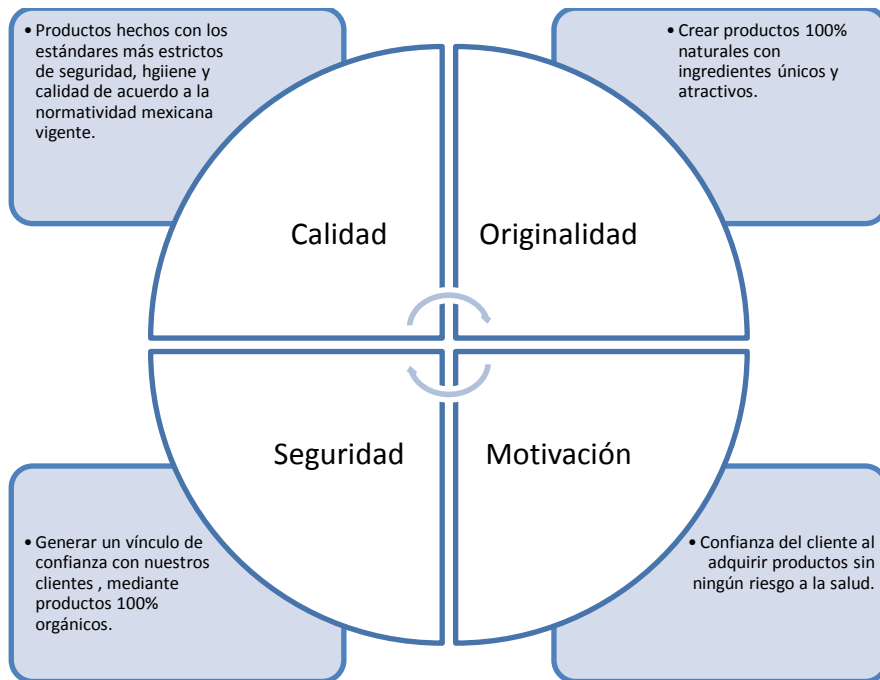 • Productos hechos con los
estándares más estrictos
de seguridad, hgiiene y
calidad de acuerdo a la
normatividad mexicana
vigente.
• Crear productos 100%
naturales con
ingredientes únicos y
atractivos.
Calidad
Originalidad
Seguridad
Motivación
• Generar un vínculo de
confianza con nuestros
clientes , mediante
productos 100%
orgánicos.
• Confianza del cliente al
adquirir productos sin
ningún riesgo a la salud.